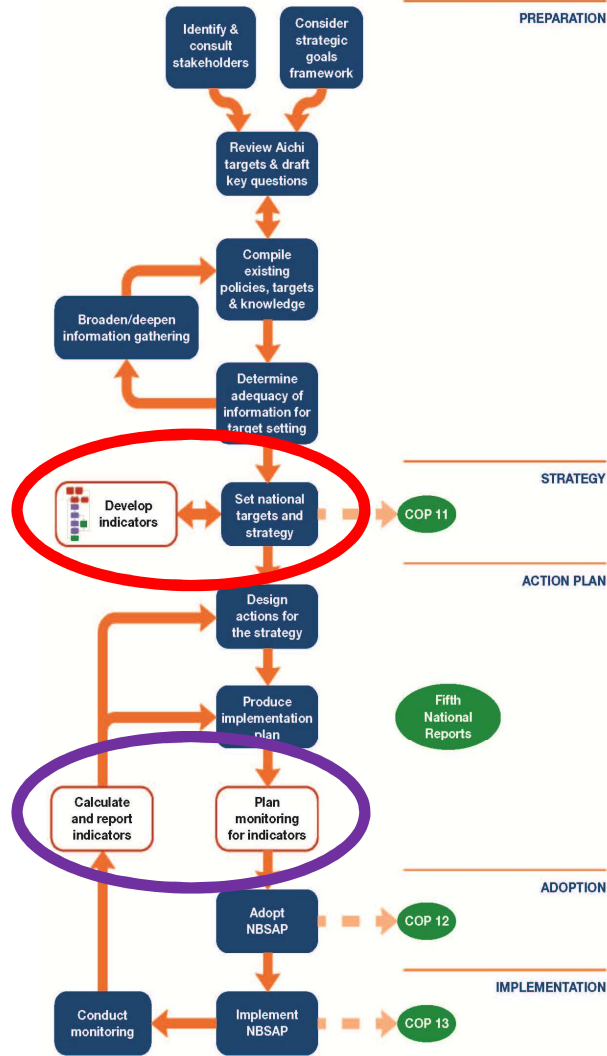 PREPARATION
Identify &
consult
stakeholders
Consider
strategic
goals
framework
Review Aichi
targets & draft
key questions
Compile
existing
policies, targets
& knowledge
Broaden/deepen
information gathering
Determine
adequacy of
information for
target setting
STRATEGY
Develop
indicators
Set national
targets and
strategy
COP 11
ACTION PLAN
Design
actions for
the strategy
Produce
implementation
plan
Fifth
National
Reports
Calculate
and report
indicators
Plan
monitoring
for indicators
ADOPTION
Adopt
NBSAP
COP 12
IMPLEMENTATION
Conduct
monitoring
Implement
NBSAP
COP 13